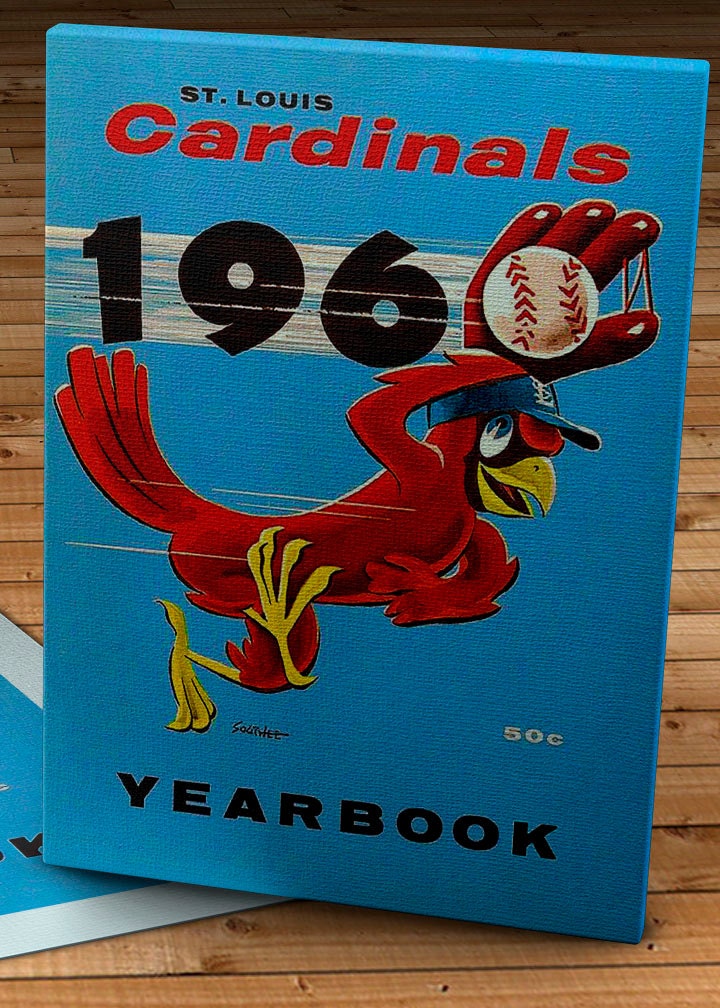 ST. LOUIS
Cardinals
1960
50c
YEARBOOK